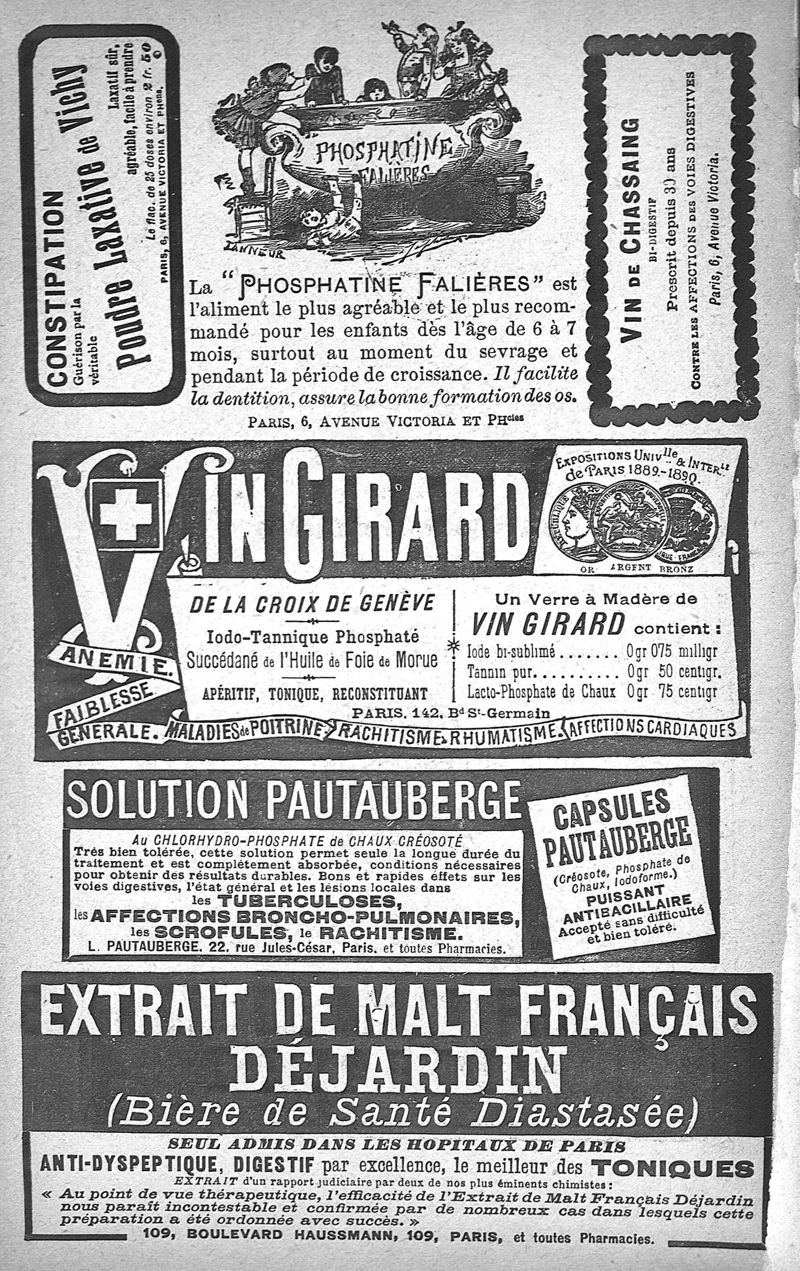 CONSTIPATION
Guérison par la
véritable
Poudre Laxative de Vichy
Laxatif sûr,
agréable, facile à prendre
Le flac. de 25 doses environ 2 fr. 50
PARIS, 6, AVENUE VICTORIA ET PHcies.
PHOSPHATINE
FALIÈRES
TANNEUR
VIN DE CHASSAING
BI-DIGESTIF
Prescrit depuis 30 ans
CONTRE LES AFFECTIONS DES VOIES DIGESTIVES
Paris, 6, Avenue Victoria.
La "PHOSPHATINE FALIÈRES" est
l'aliment le plus agréable et le plus recom-
mandé pour les enfants dès l'âge de 6 à 7
mois, surtout au moment du sevrage et
pendant la période de croissance. Il facilite
la dentition, assure la bonne formation des os.
PARIS, 6, AVENUE VICTORIA ET PHcies
VIN GIRARD
EXPOSITIONS UNIVlle & INTERle
de PARIS 1889.-1890.
OR ARGENT BRONZ
DE LA CROIX DE GENÈVE
Iodo-Tannique Phosphaté
Succédané de l'Huile de Foie de Morue
APÉRITIF, TONIQUE, RECONSTITUANT
Un Verre à Madère de
VIN GIRARD contient :
Iode bi-sublimé ....... 0gr 075 milligr
Tannin pur........... 0gr 50 centigr.
Lacto-Phosphate de Chaux 0gr 75 centigr
PARIS. 142, Bd St-Germain
ANEMIE.
FAIBLESSE
GENERALE. MALADIES de POITRINE, RACHITISME, RHUMATISME. AFFECTIONS CARDIAQUES
SOLUTION PAUTAUBERGE
Au CHLORHYDRO-PHOSPHATE de CHAUX CRÉOSOTÉ
Très bien tolérée, cette solution permet seule la longue durée du
traitement et est complètement absorbée, conditions nécessaires
pour obtenir des résultats durables. Bons et rapides effets sur les
voies digestives, l'état général et les lésions locales dans
les TUBERCULOSES,
les AFFECTIONS BRONCHO-PULMONAIRES,
les SCROFULES, le RACHITISME.
L. PAUTAUBERGE. 22, rue Jules-César, Paris. et toutes Pharmacies.
CAPSULES
PAUTAUBERGE
(Créosote, Phosphate de
Chaux, Iodoforme.)
PUISSANT
ANTIBACILLAIRE
Accepté sans difficulté
et bien toléré.
EXTRAIT DE MALT FRANÇAIS
DÉJARDIN
(Bière de Santé Diastasée)
SEUL ADMIS DANS LES HOPITAUX DE PARIS
ANTI-DYSPEPTIQUE, DIGESTIF par excellence, le meilleur des TONIQUES
EXTRAIT d'un rapport judiciaire par deux de nos plus éminents chimistes :
« Au point de vue thérapeutique, l'efficacité de l'Extrait de Malt Français Déjardin
nous paraît incontestable et confirmée par de nombreux cas dans lesquels cette
préparation a été ordonnée avec succès. »
109, BOULEVARD HAUSSMANN, 109, PARIS, et toutes Pharmacies.